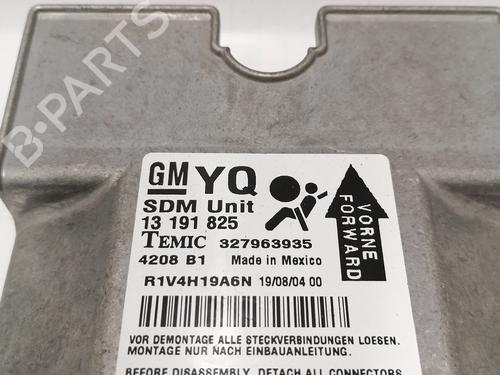 B-PARTS
GM YQ
SDM Unit
13 191 825
TEMIC 327963935
4208 B1 Made in Mexico
R1V4H19A6N 19/08/04 00
VORNE
FORWARD
VOR DEMONTAGE ALLE STECKVERBINDUNGEN LOESEN.
MONTAGE NUR NACH EINBAUANLEITUNG.
BEFORE DISASSEMBLY, DETACH ALL CONNECTORS